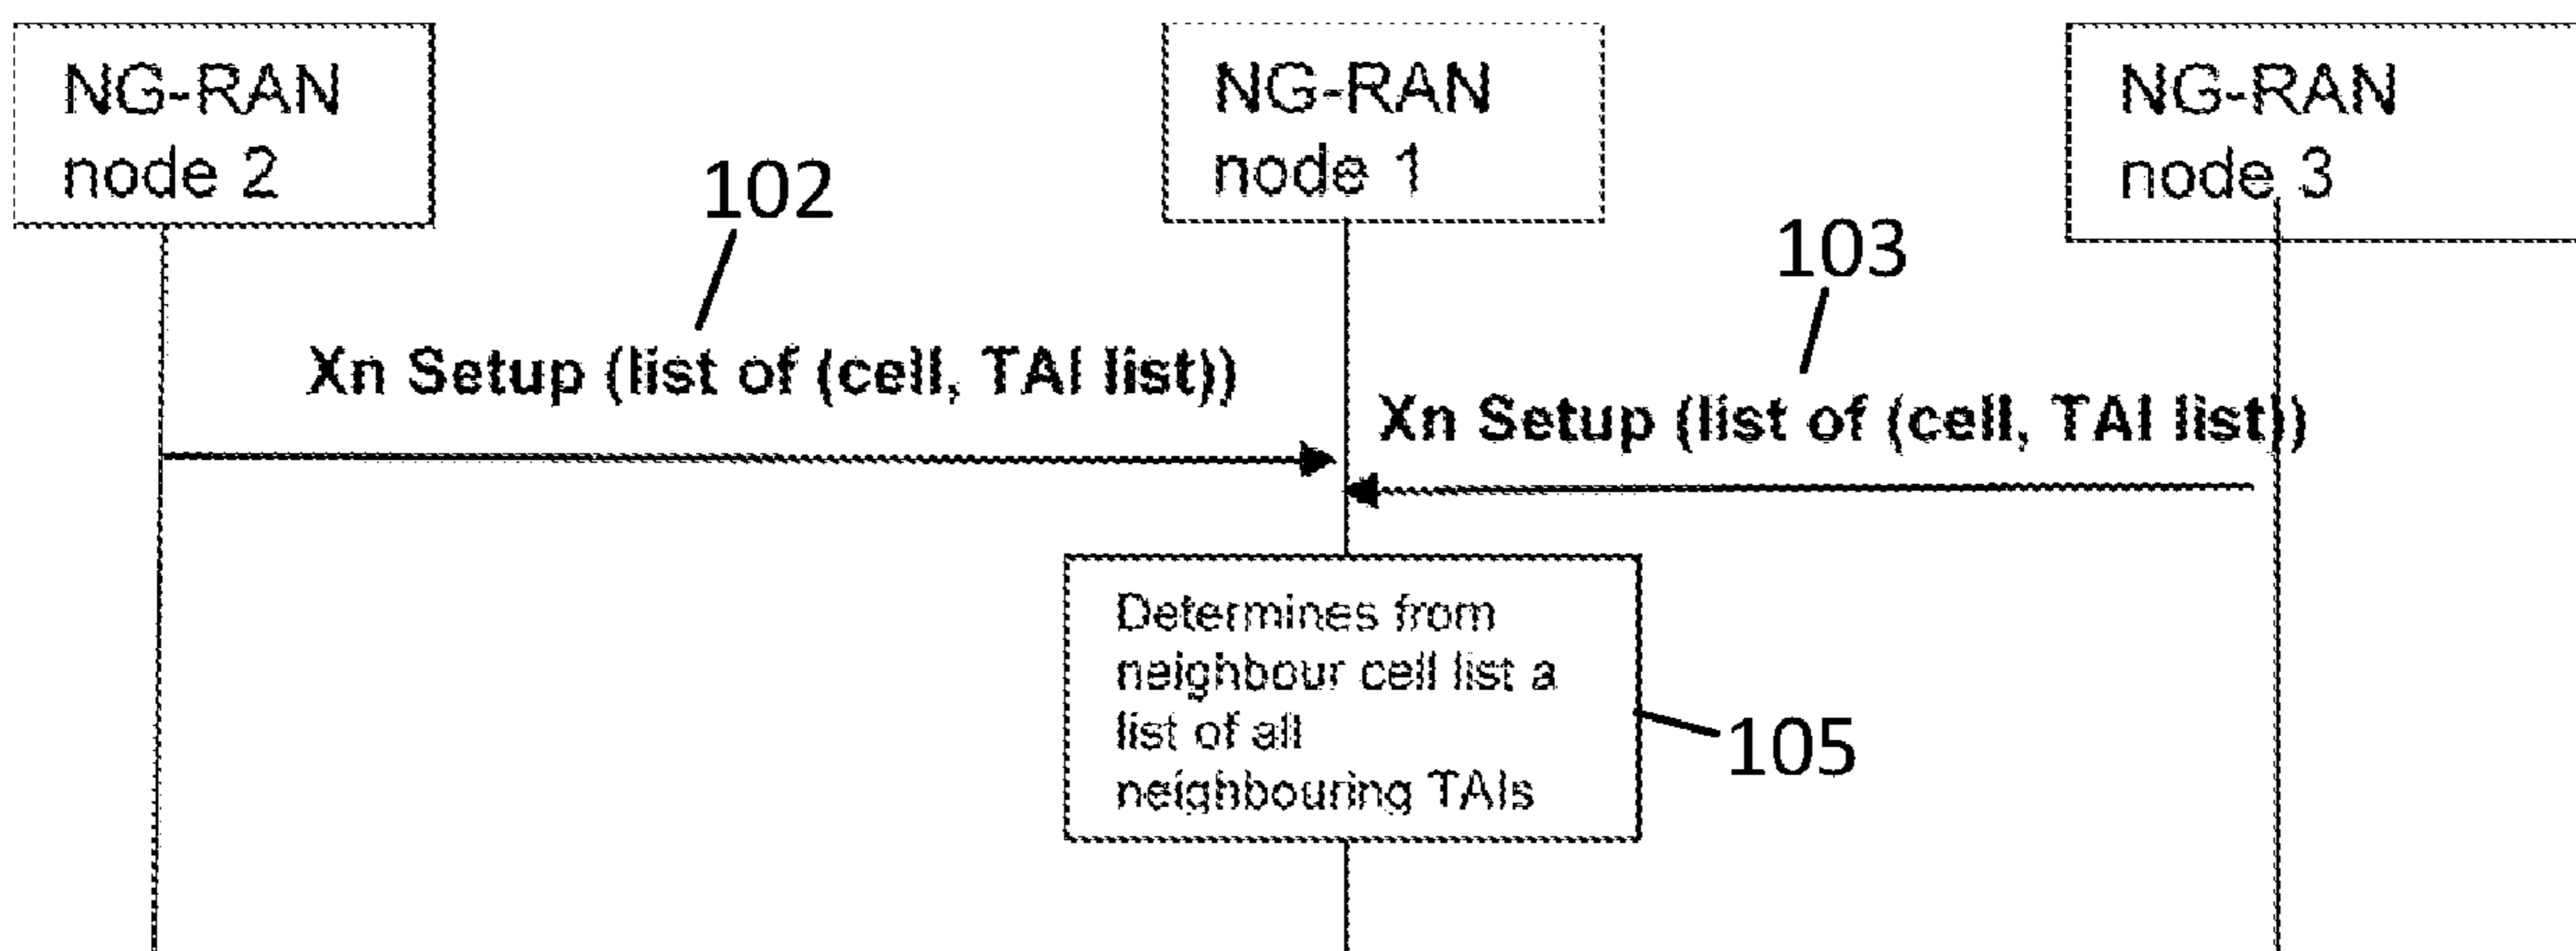 NG-RAN
node 2
NG-RAN
node 1
NG-RAN
node 3
102
103
Xn Setup (list of (cell, TAI list))
Xn Setup (list of (cell, TAI list))
Determines from
neighbour cell list a
list of all
neighbouring TAIs
105